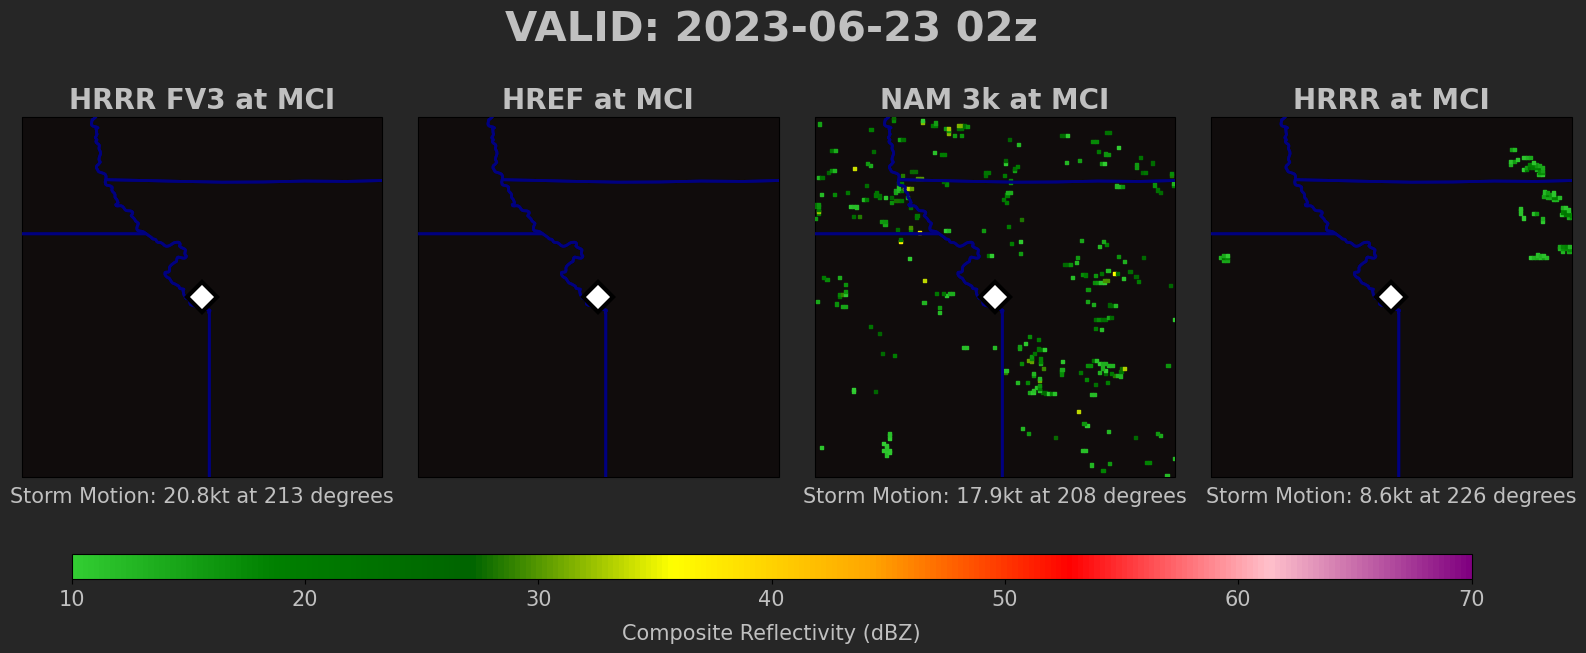 VALID: 2023-06-23 02z
HRRR FV3 at MCI
HREF at MCI
NAM 3k at MCI
HRRR at MCI
Storm Motion: 20.8kt at 213 degrees
Storm Motion: 17.9kt at 208 degrees
Storm Motion: 8.6kt at 226 degrees
10 20 30 40 50 60 70
Composite Reflectivity (dBZ)